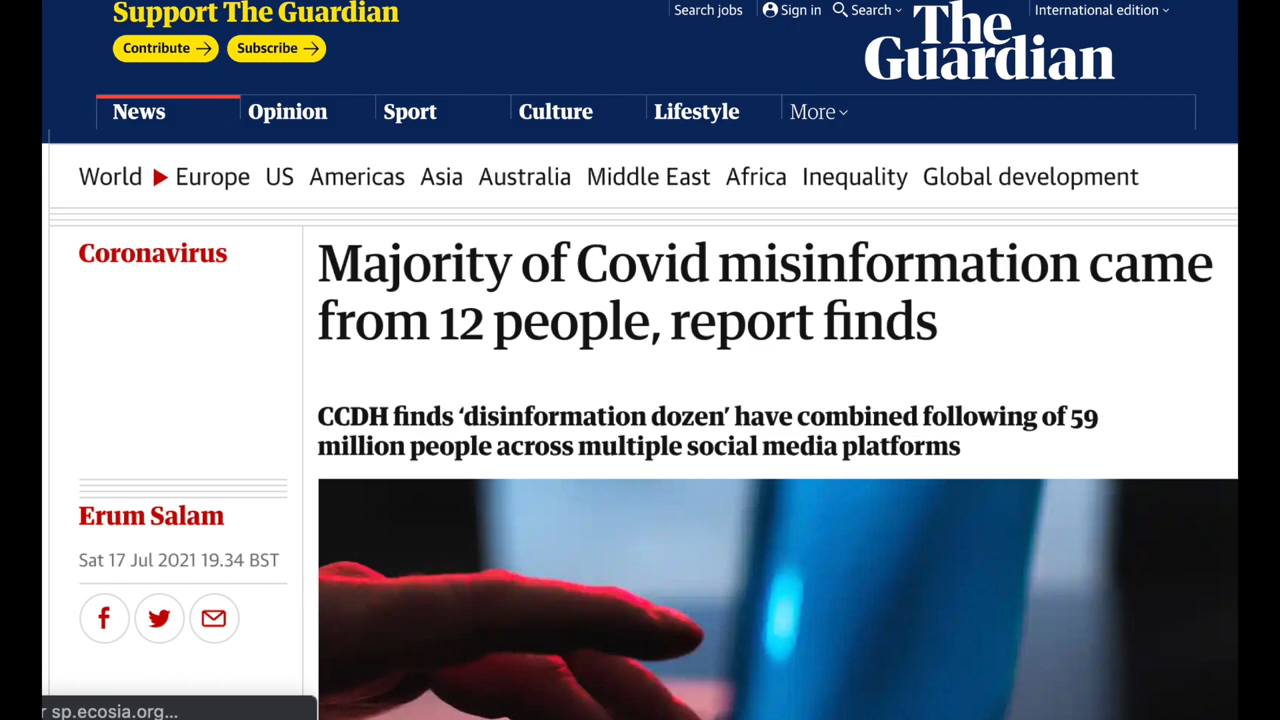 Support The Guardian
Search jobs
Sign in
Search
International edition
Contribute
Subscribe
The
Guardian
News
Opinion
Sport
Culture
Lifestyle
More
World
Europe
US
Americas
Asia
Australia
Middle East
Africa
Inequality
Global development
Coronavirus
Majority of Covid misinformation came
from 12 people, report finds
CCDH finds ‘disinformation dozen’ have combined following of 59
million people across multiple social media platforms
Erum Salam
Sat 17 Jul 2021 19.34 BST
r sp.ecosia.org...